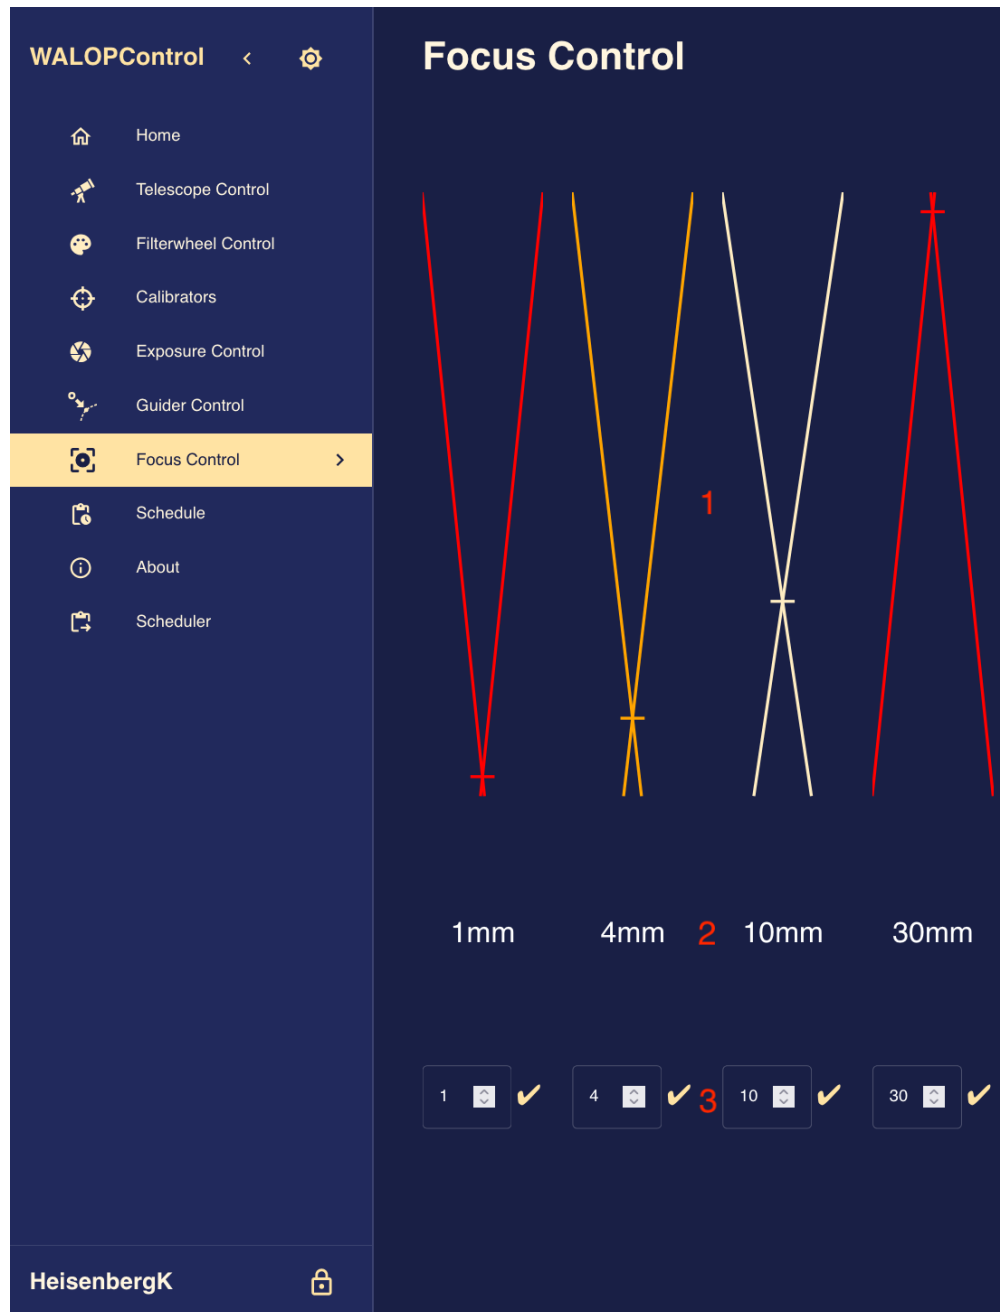 WALOPControl
Focus Control
Home
Telescope Control
Filterwheel Control
Calibrators
Exposure Control
Guider Control
Focus Control
Schedule
About
Scheduler
1
1mm 4mm 2 10mm 30mm
1 4 3 10 30
HeisenbergK